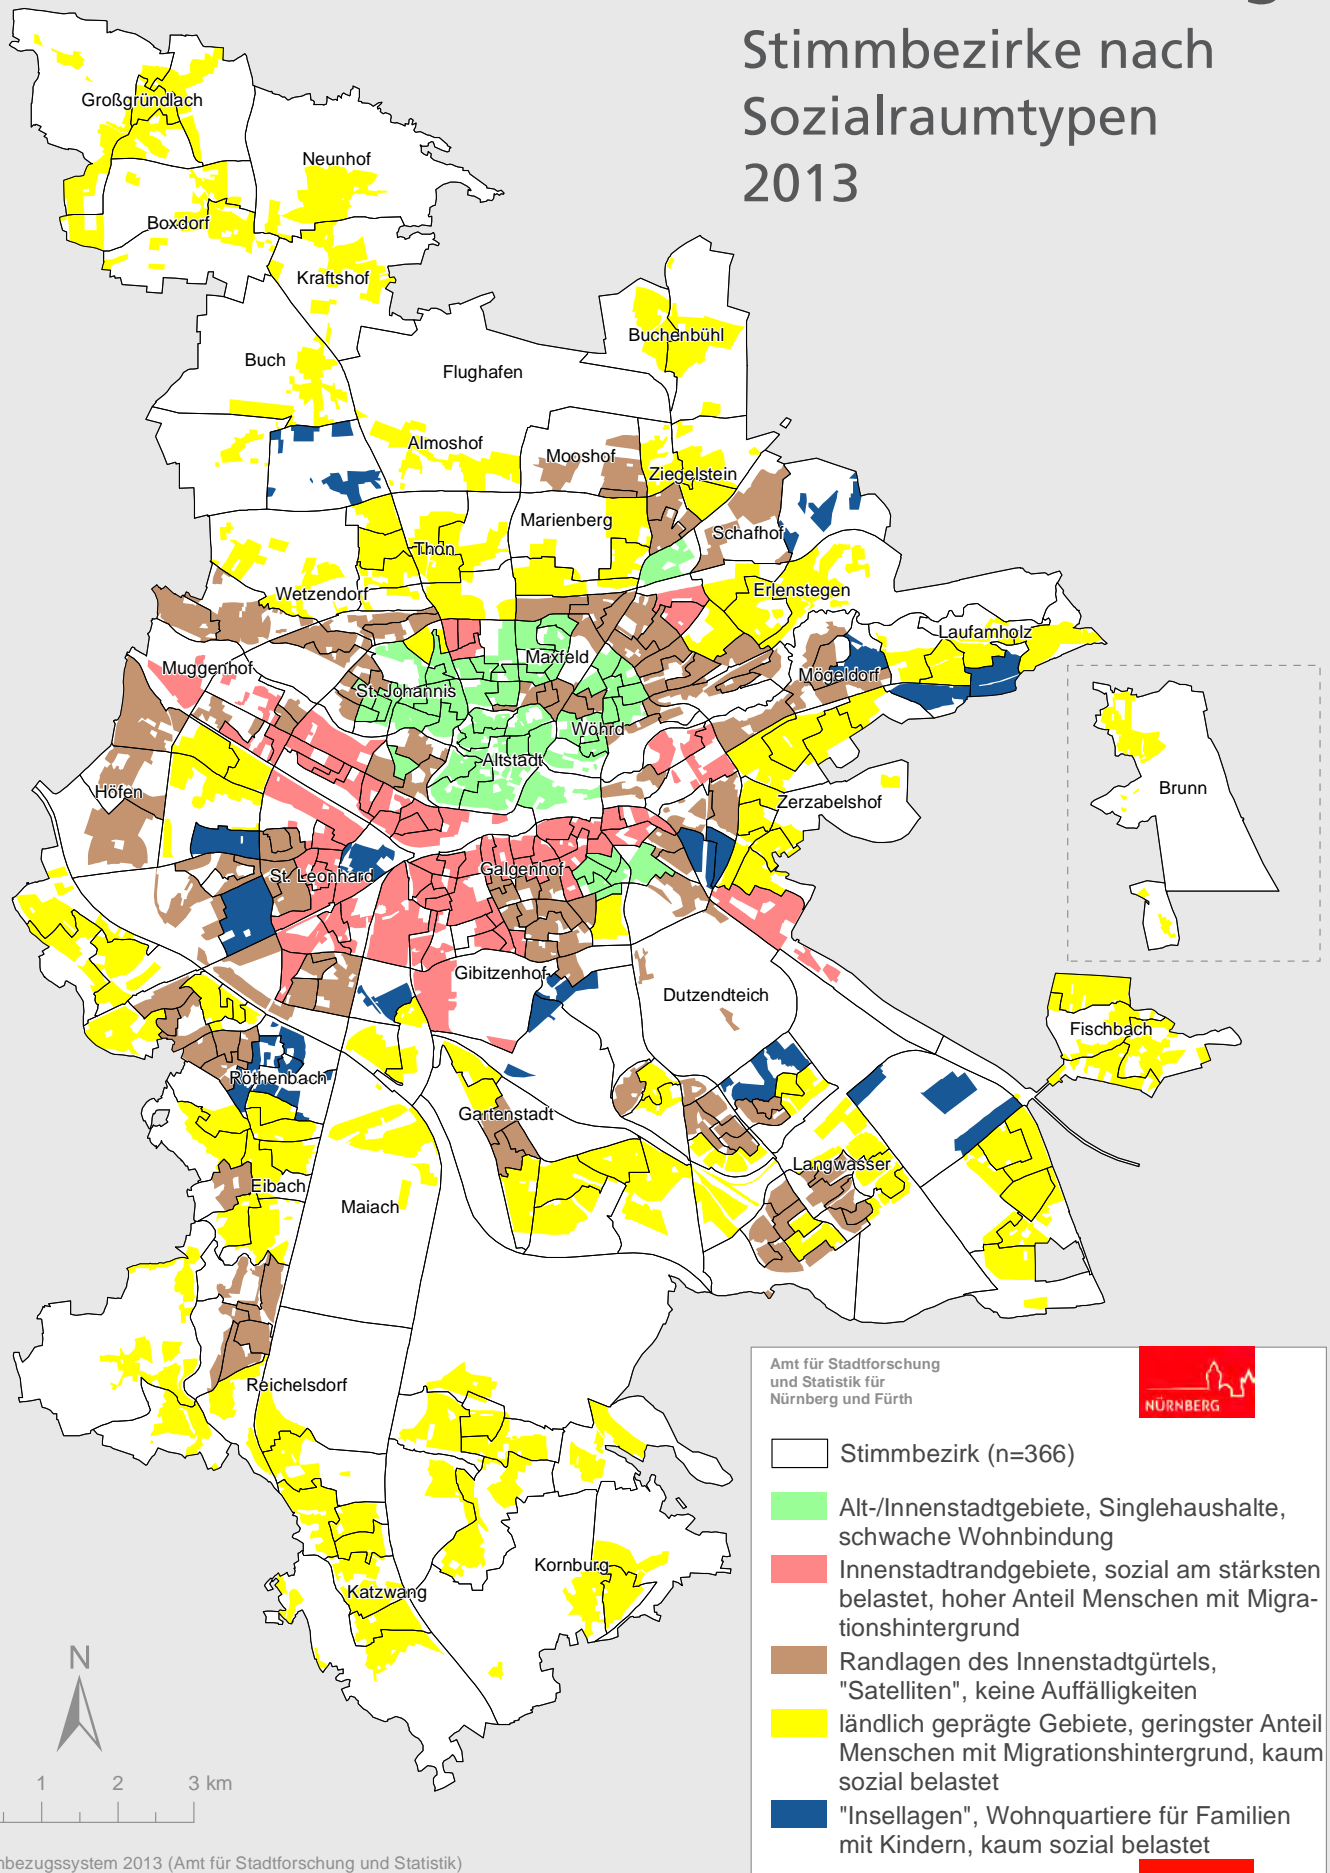 Stimmbezirke nach
Sozialraumtypen
2013
Großgründlach
Neunhof
Boxdorf
Kraftshof
Buchenbühl
Buch
Flughafen
Almoshof
Mooshof
Ziegelstein
Marienberg
Schafhof
Thon
Wetzendorf
Erlenstegen
Laufamholz
Maxfeld
Muggenhof
Mögeldorf
St. Johannis
Wöhrd
Altstadt
Höfen
Zerzabelshof
Brunn
Galgenhof
St. Leonhard
Gibitzenhof
Dutzendteich
Fischbach
Röthenbach
Gartenstadt
Langwasser
Eibach
Maiach
Reichelsdorf
Kornburg
Katzwang
N
1 2 3 km
Amt für Stadtforschung
und Statistik für
Nürnberg und Fürth
NÜRNBERG
Stimmbezirk (n=366)
Alt-/Innenstadtgebiete, Singlehaushalte,
schwache Wohnbindung
Innenstadtrandgebiete, sozial am stärksten
belastet, hoher Anteil Menschen mit Migra-
tionshintergrund
Randlagen des Innenstadtgürtels,
"Satelliten", keine Auffälligkeiten
ländlich geprägte Gebiete, geringster Anteil
Menschen mit Migrationshintergrund, kaum
sozial belastet
"Insellagen", Wohnquartiere für Familien
mit Kindern, kaum sozial belastet
nbezugssystem 2013 (Amt für Stadtforschung und Statistik)